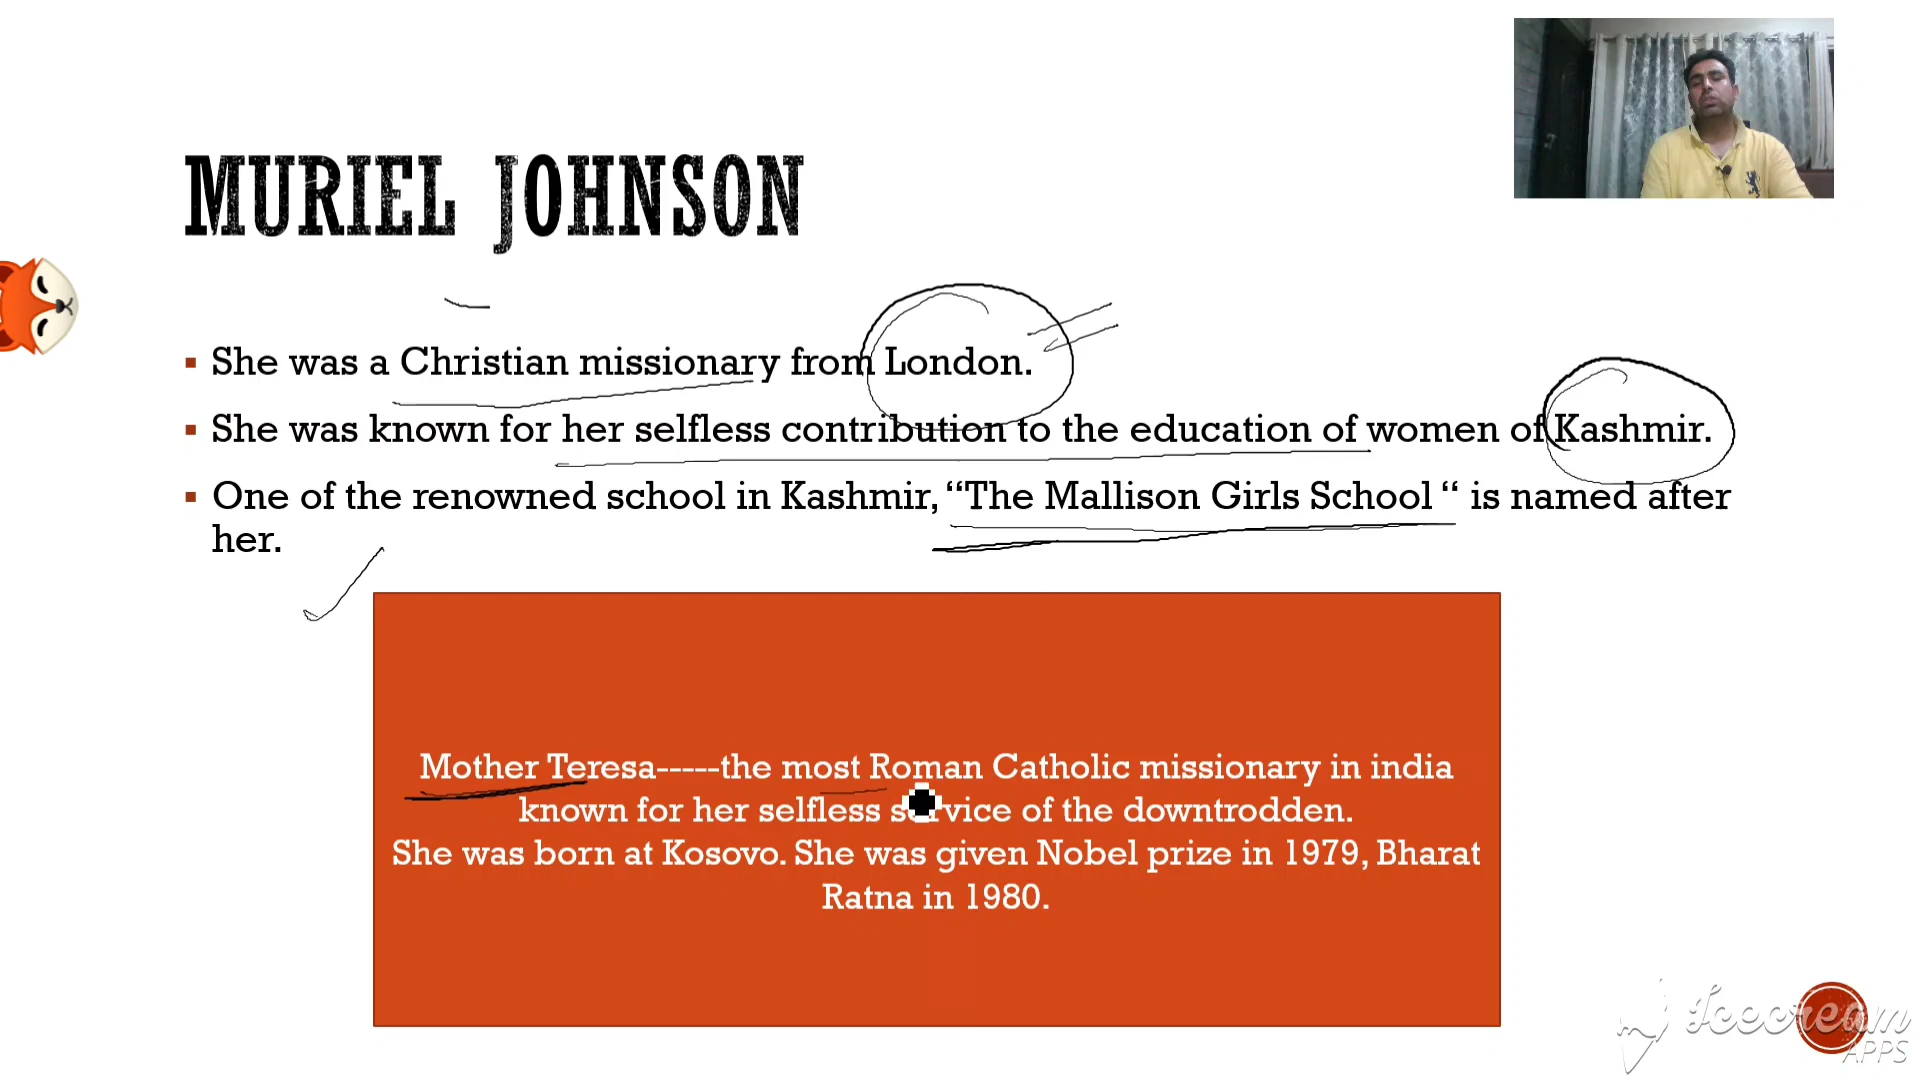 MURIEL JOHNSON
▪ She was a Christian missionary from London.
▪ She was known for her selfless contribution to the education of women of Kashmir.
▪ One of the renowned school in Kashmir, “The Mallison Girls School “ is named after
her.
Mother Teresa-----the most Roman Catholic missionary in india
known for her selfless service of the downtrodden.
She was born at Kosovo. She was given Nobel prize in 1979, Bharat
Ratna in 1980.
Icecream
APPS